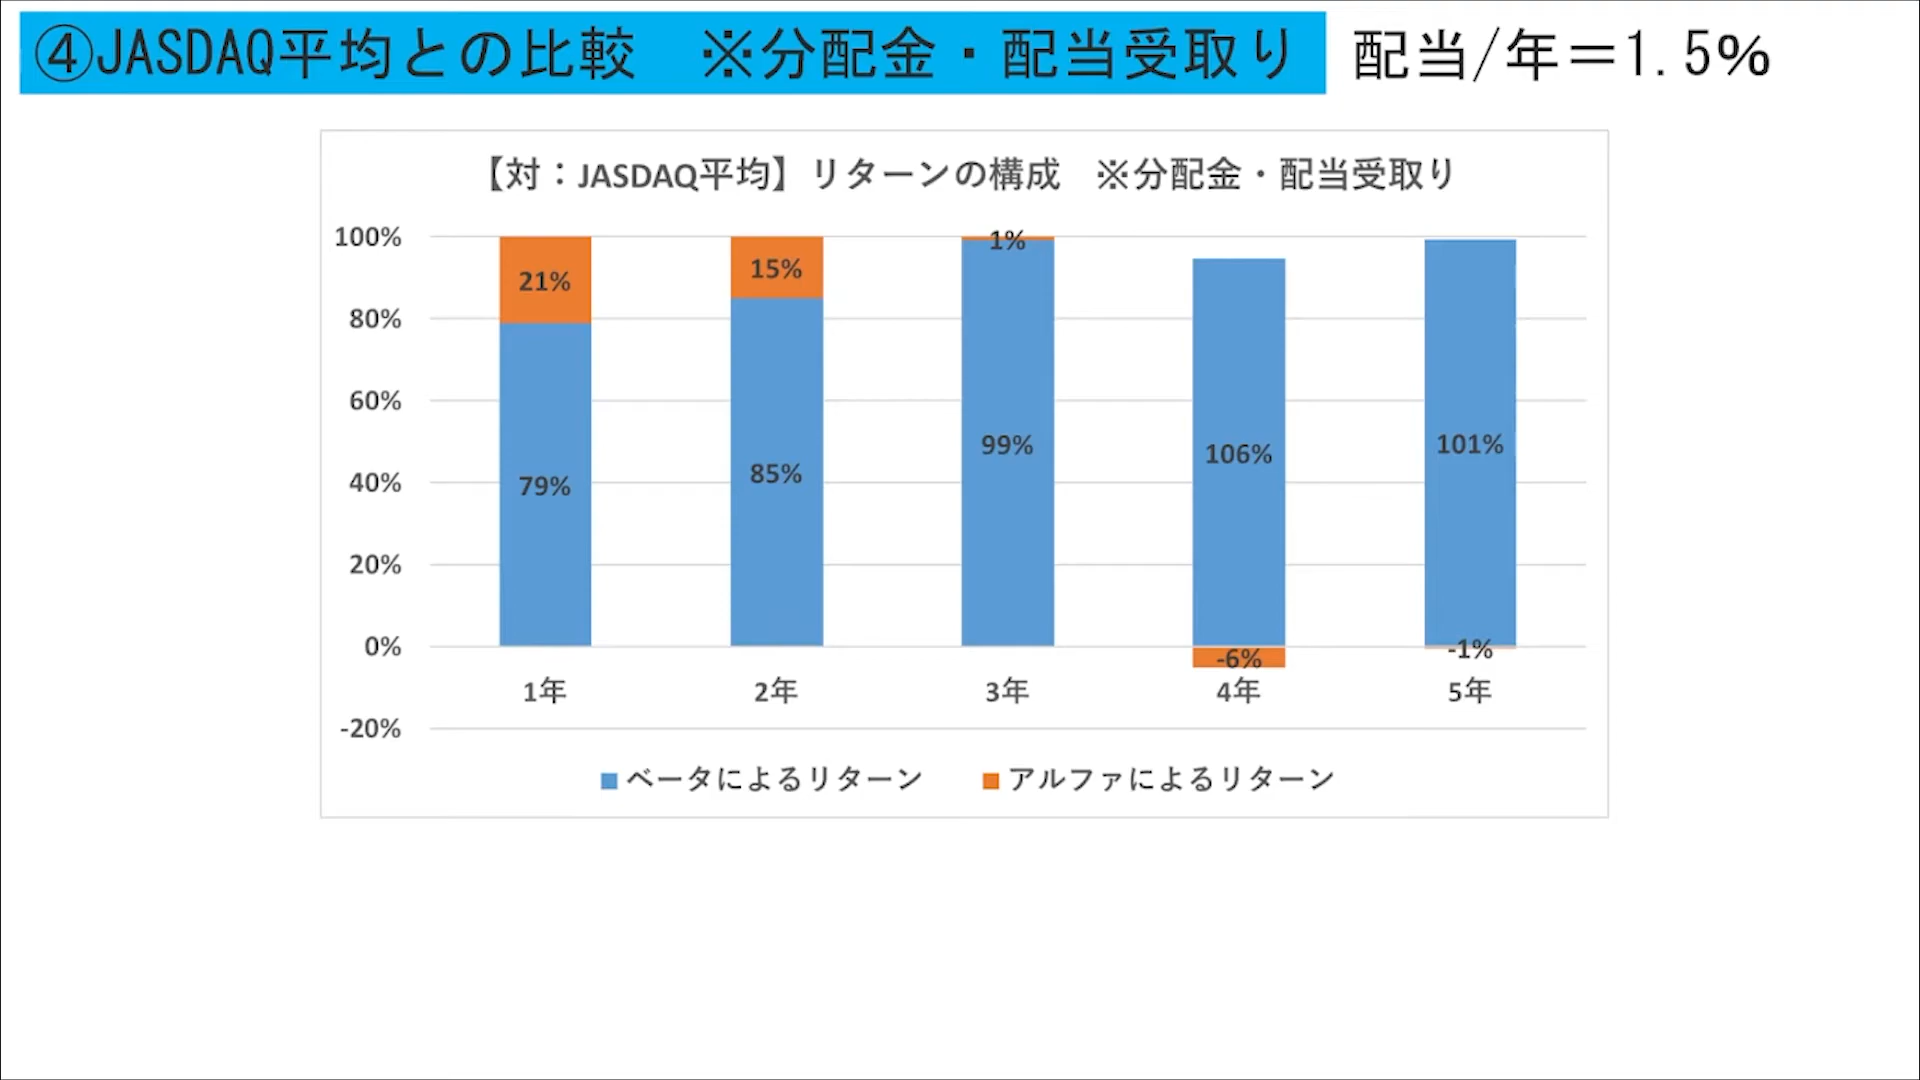 ④JASDAQ平均との比較　※分配金・配当受取り
配当/年＝1.5%
【対：JASDAQ平均】リターンの構成　※分配金・配当受取り
100%
80%
60%
40%
20%
0%
-20%
21%
15%
1%
79%
85%
99%
106%
101%
-6%
-1%
1年
2年
3年
4年
5年
ベータによるリターン
アルファによるリターン